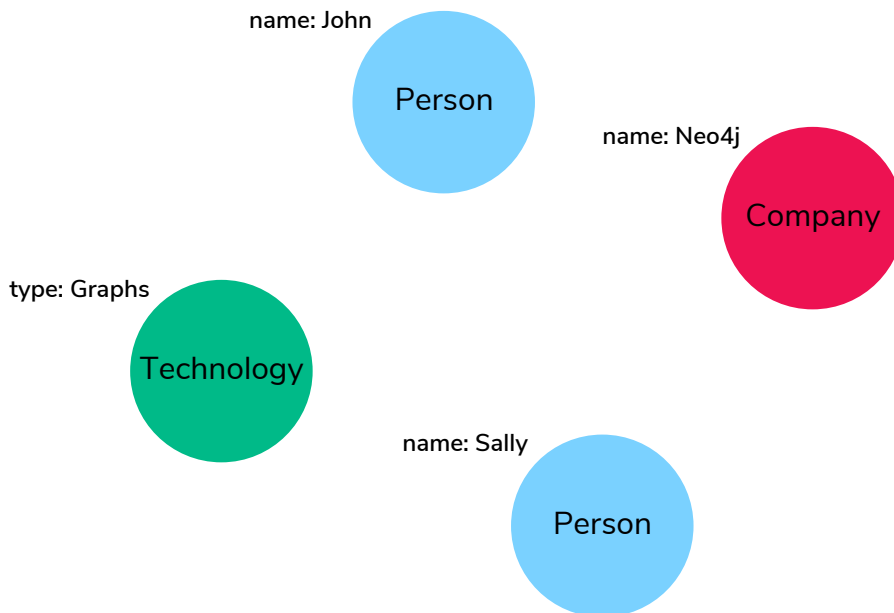 name: John
Person
name: Neo4j
Company
type: Graphs
Technology
name: Sally
Person